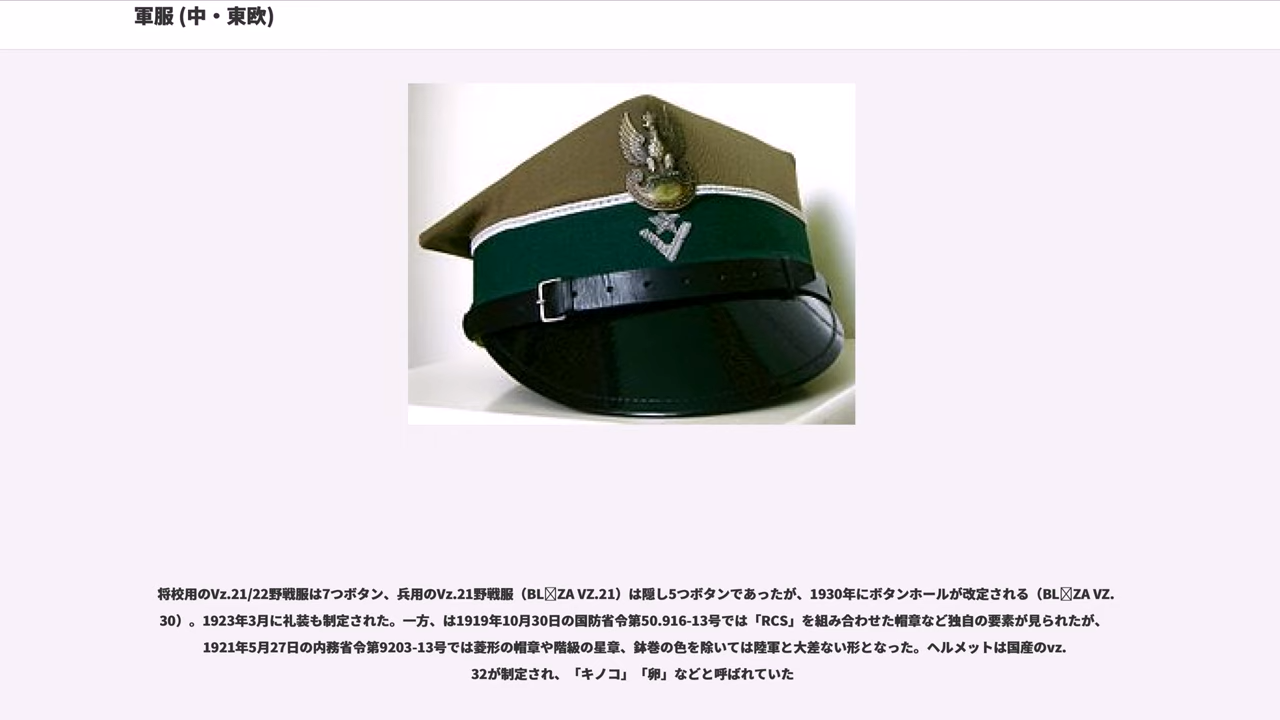 軍服 (中・東欧)
将校用のVz.21/22野戦服は7つボタン、兵用のVz.21野戦服（BL ZA VZ.21）は隠し5つボタンであったが、1930年にボタンホールが改定される（BL ZA VZ.
30）。1923年3月に礼装も制定された。一方、は1919年10月30日の国防省令第50.916-13号では「RCS」を組み合わせた帽章など独自の要素が見られたが、
1921年5月27日の内務省令第9203-13号では菱形の帽章や階級の星章、鉢巻の色を除いては陸軍と大差ない形となった。ヘルメットは国産のvz.
32が制定され、「キノコ」「卵」などと呼ばれていた